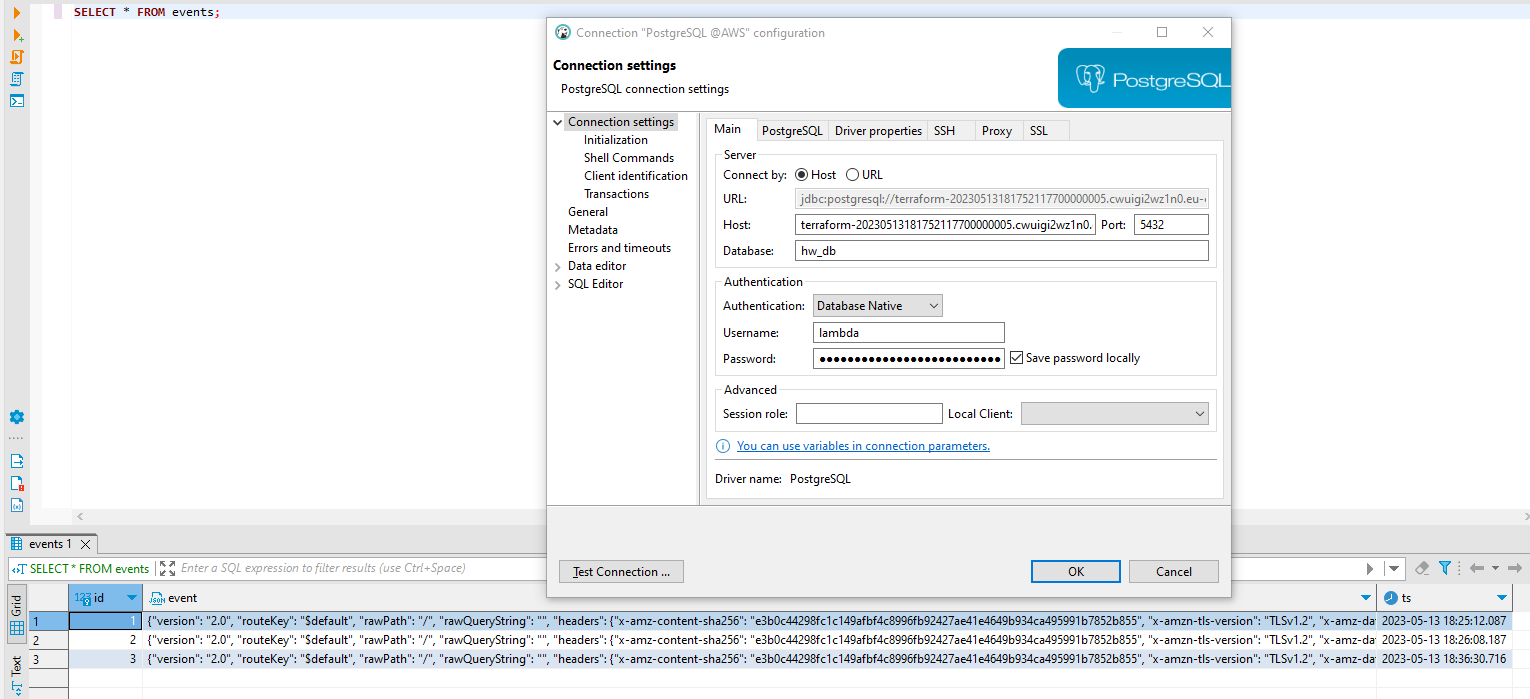 SELECT * FROM events;
Connection "PostgreSQL @AWS" configuration
Connection settings
PostgreSQL connection settings
PostgreSQL
Connection settings
Initialization
Shell Commands
Client identification
Transactions
General
Metadata
Errors and timeouts
Data editor
SQL Editor
Main PostgreSQL Driver properties SSH Proxy SSL
Server
Connect by: Host URL
URL: jdbc:postgresql://terraform-20230513181752117700000005.cwuigi2wz1n0.eu-
Host: terraform-20230513181752117700000005.cwuigi2wz1n0. Port: 5432
Database: hw_db
Authentication
Authentication: Database Native
Username: lambda
Password: ●●●●●●●●●●●●●●●●●●●●●●●●●● Save password locally
Advanced
Session role: Local Client:
You can use variables in connection parameters.
Driver name: PostgreSQL
Test Connection ... OK Cancel
events 1
SELECT * FROM events Enter a SQL expression to filter results (use Ctrl+Space)
Grid
Text
123 id JSON event ts
1 1 {"version": "2.0", "routeKey": "$default", "rawPath": "/", "rawQueryString": "", "headers": {"x-amz-content-sha256": "e3b0c44298fc1c149afbf4c8996fb92427ae41e4649b934ca495991b7852b855", "x-amzn-tls-version": "TLSv1.2", "x-amz-da 2023-05-13 18:25:12.087
2 2 {"version": "2.0", "routeKey": "$default", "rawPath": "/", "rawQueryString": "", "headers": {"x-amz-content-sha256": "e3b0c44298fc1c149afbf4c8996fb92427ae41e4649b934ca495991b7852b855", "x-amzn-tls-version": "TLSv1.2", "x-amz-da 2023-05-13 18:26:08.187
3 3 {"version": "2.0", "routeKey": "$default", "rawPath": "/", "rawQueryString": "", "headers": {"x-amz-content-sha256": "e3b0c44298fc1c149afbf4c8996fb92427ae41e4649b934ca495991b7852b855", "x-amzn-tls-version": "TLSv1.2", "x-amz-dat 2023-05-13 18:36:30.716